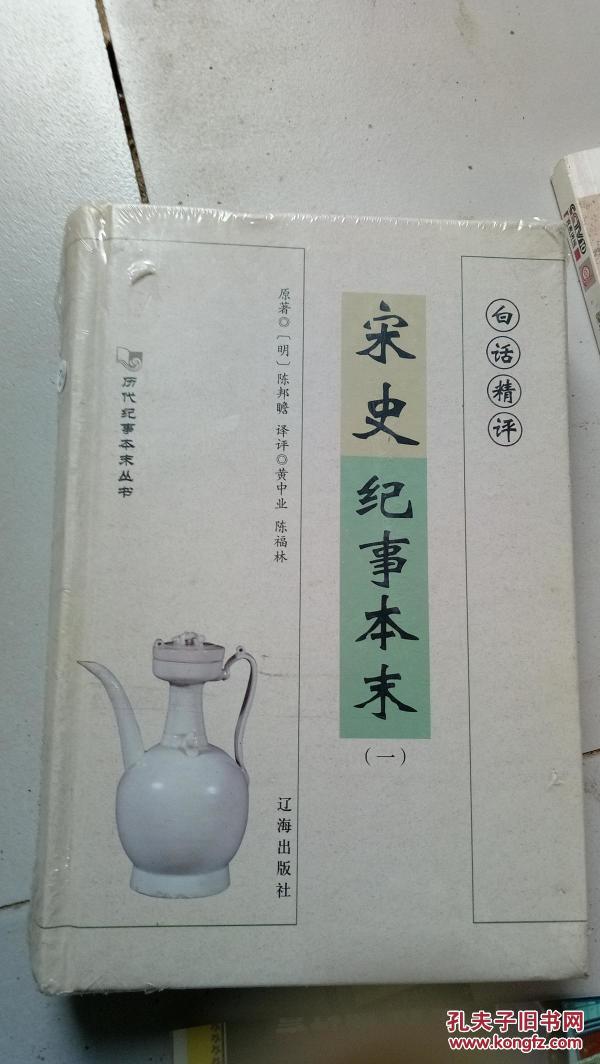 白话精评
宋史纪事本末
（一）
原著◎〔明〕陈邦瞻 译评◎黄中业 陈福林
辽海出版社
历代纪事本末丛书
孔夫子旧书网
www.kongfz.com